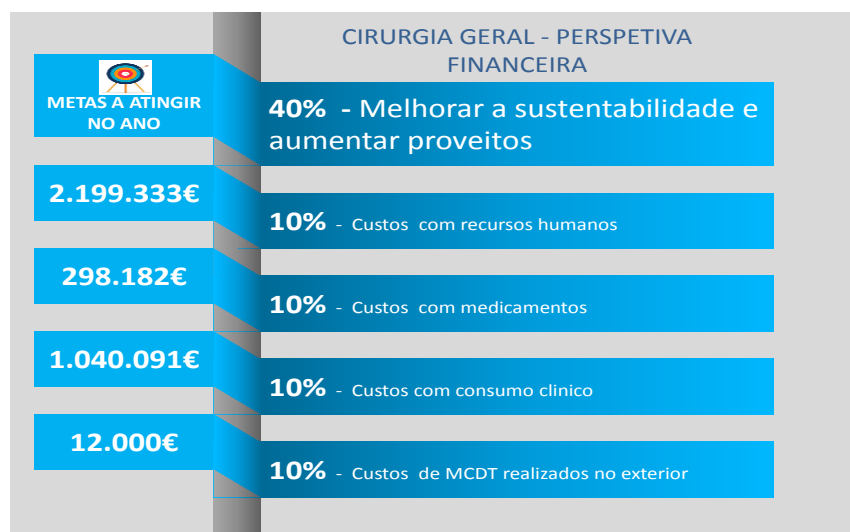 CIRURGIA GERAL - PERSPETIVA
FINANCEIRA
METAS A ATINGIR
NO ANO
40% - Melhorar a sustentabilidade e
aumentar proveitos
2.199.333€
10% - Custos com recursos humanos
298.182€
10% - Custos com medicamentos
1.040.091€
10% - Custos com consumo clinico
12.000€
10% - Custos de MCDT realizados no exterior